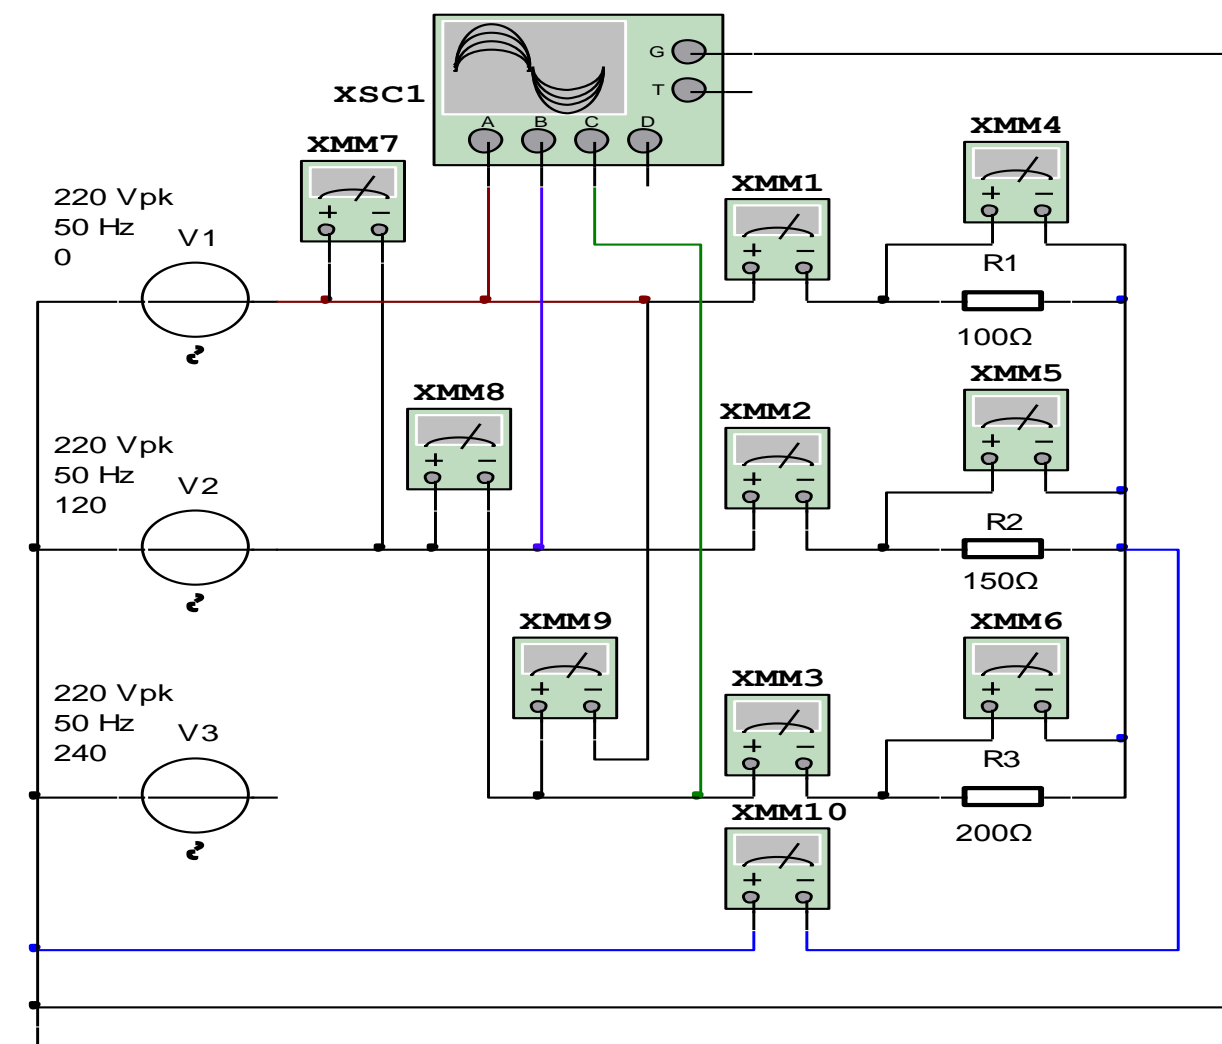 XSC1
G
T
A B C D
XMM7
+ −
220 Vpk
50 Hz
0
V1
XMM1
+ −
XMM4
+ −
R1
100Ω
XMM8
+ −
220 Vpk
50 Hz
120
V2
XMM2
+ −
XMM5
+ −
R2
150Ω
XMM9
+ −
220 Vpk
50 Hz
240
V3
XMM3
+ −
XMM6
+ −
R3
200Ω
XMM10
+ −